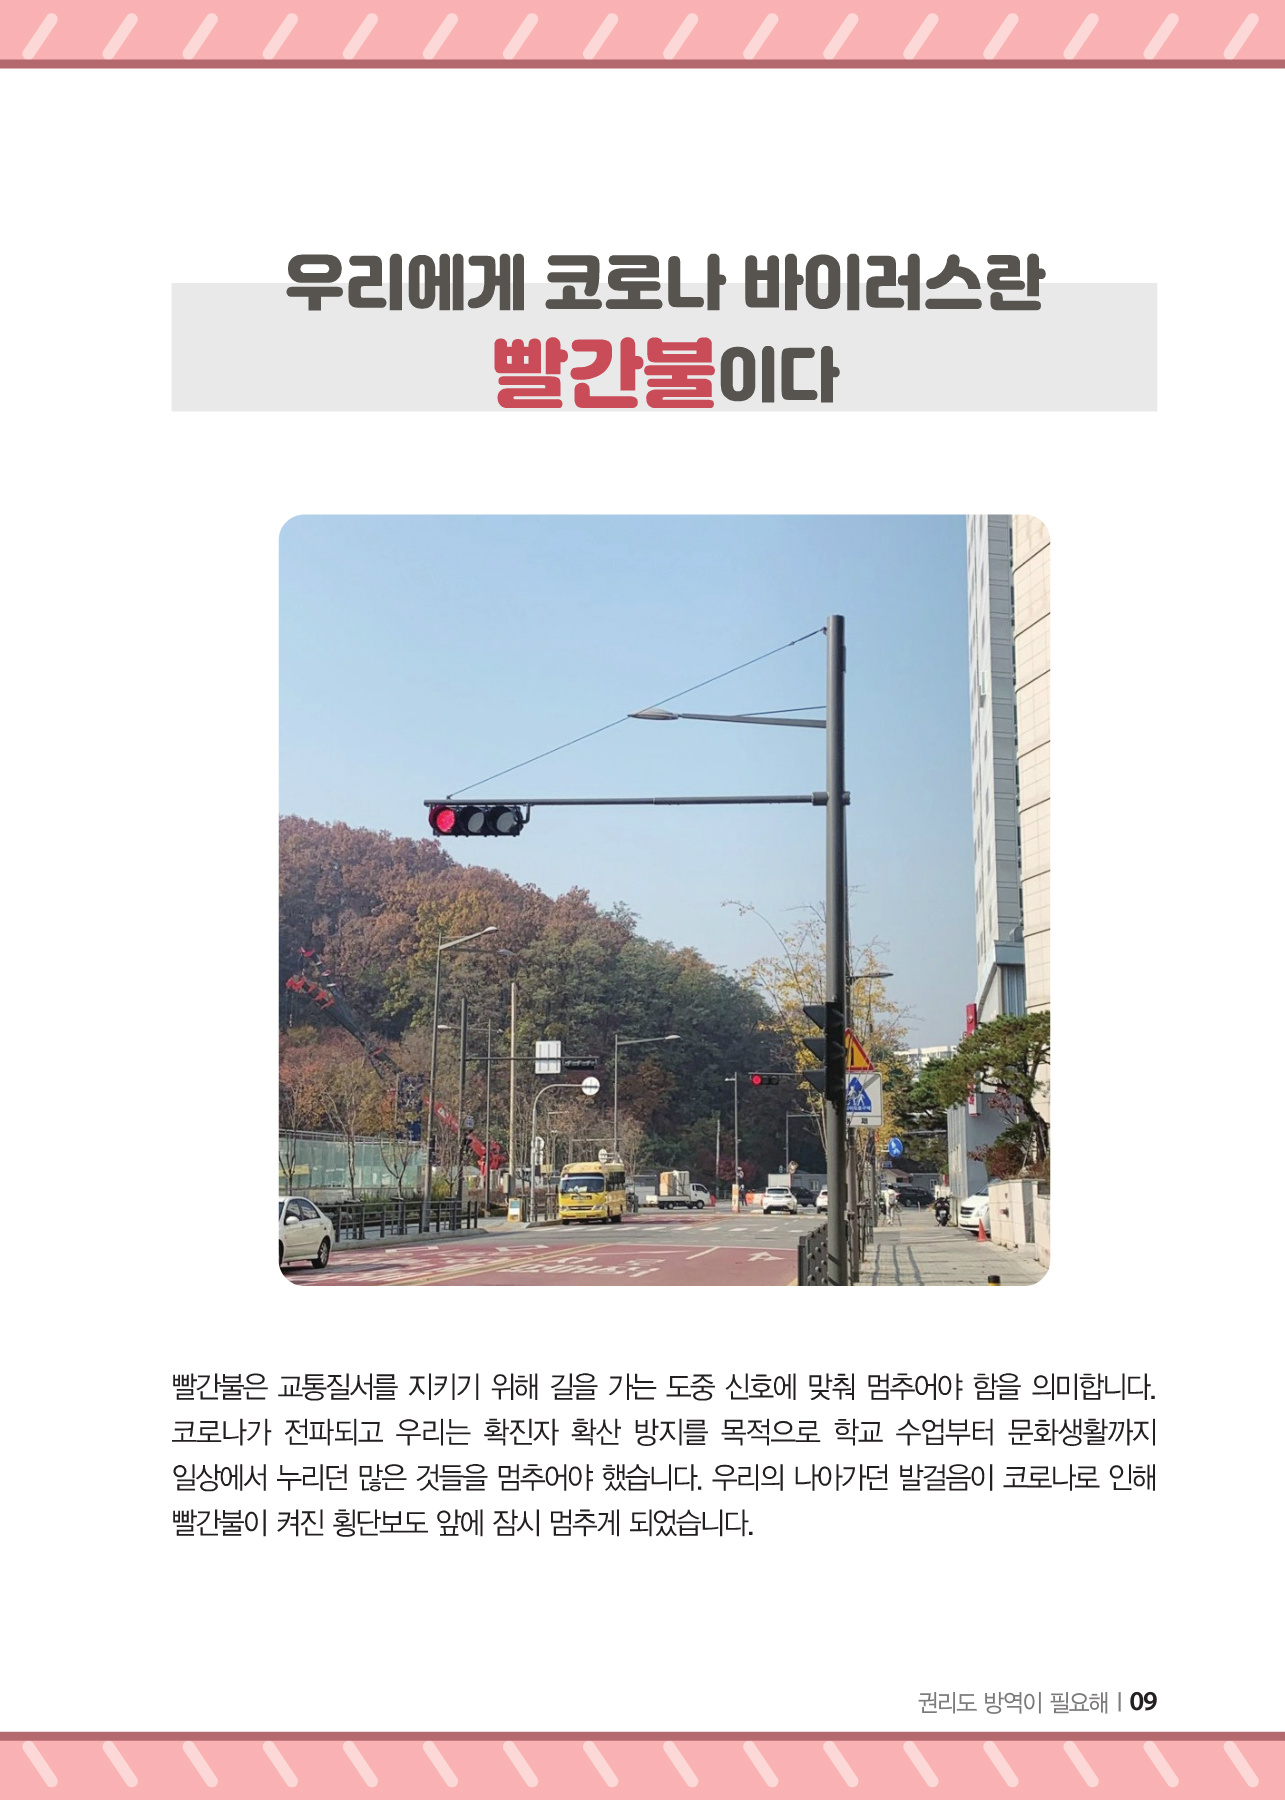 우리에게 코로나 바이러스란
빨간불이다
빨간불은 교통질서를 지키기 위해 길을 가는 도중 신호에 맞춰 멈추어야 함을 의미합니다.
코로나가 전파되고 우리는 확진자 확산 방지를 목적으로 학교 수업부터 문화생활까지
일상에서 누리던 많은 것들을 멈추어야 했습니다. 우리의 나아가던 발걸음이 코로나로 인해
빨간불이 켜진 횡단보도 앞에 잠시 멈추게 되었습니다.
권리도 방역이 필요해 | 09